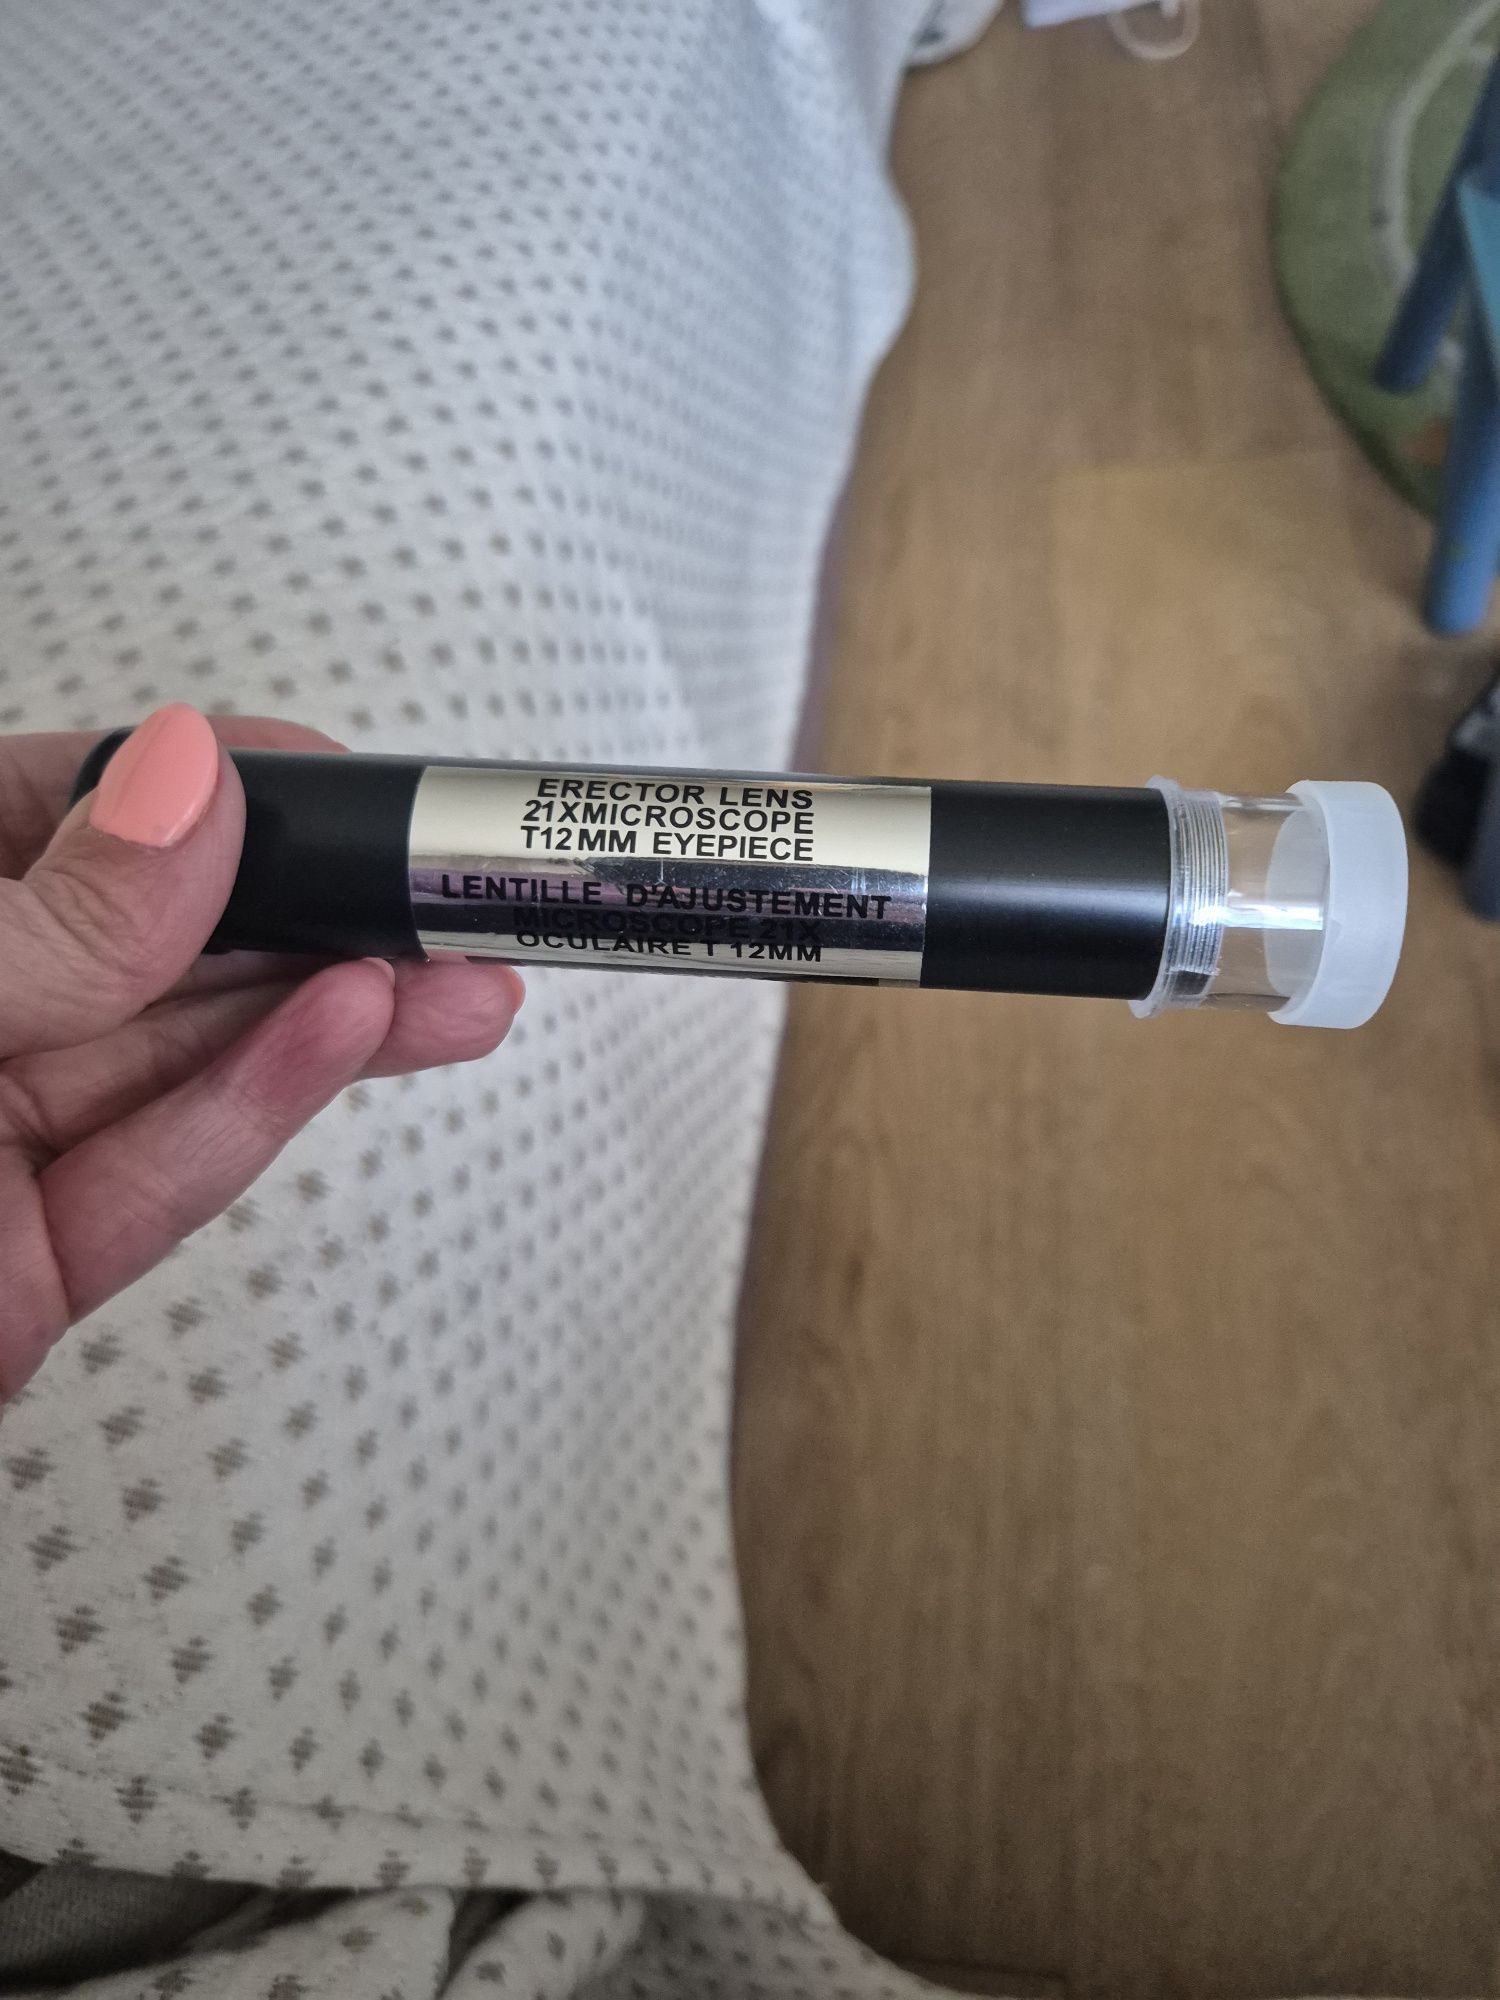 ERECTOR LENS
21XMICROSCOPE
T12MM EYEPIECE
LENTILLE D'AJUSTEMENT
MICROSCOPE 21X
OCULAIRE T 12MM